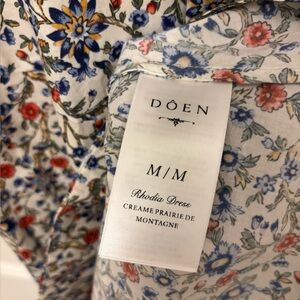 DÔEN
M/M
Rhodia Dress
CREAME PRAIRIE DE
MONTAGNE